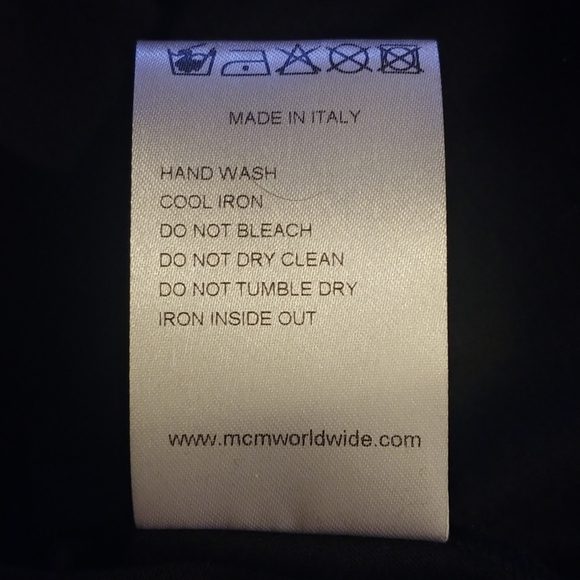 MADE IN ITALY
HAND WASH
COOL IRON
DO NOT BLEACH
DO NOT DRY CLEAN
DO NOT TUMBLE DRY
IRON INSIDE OUT
www.mcmworldwide.com